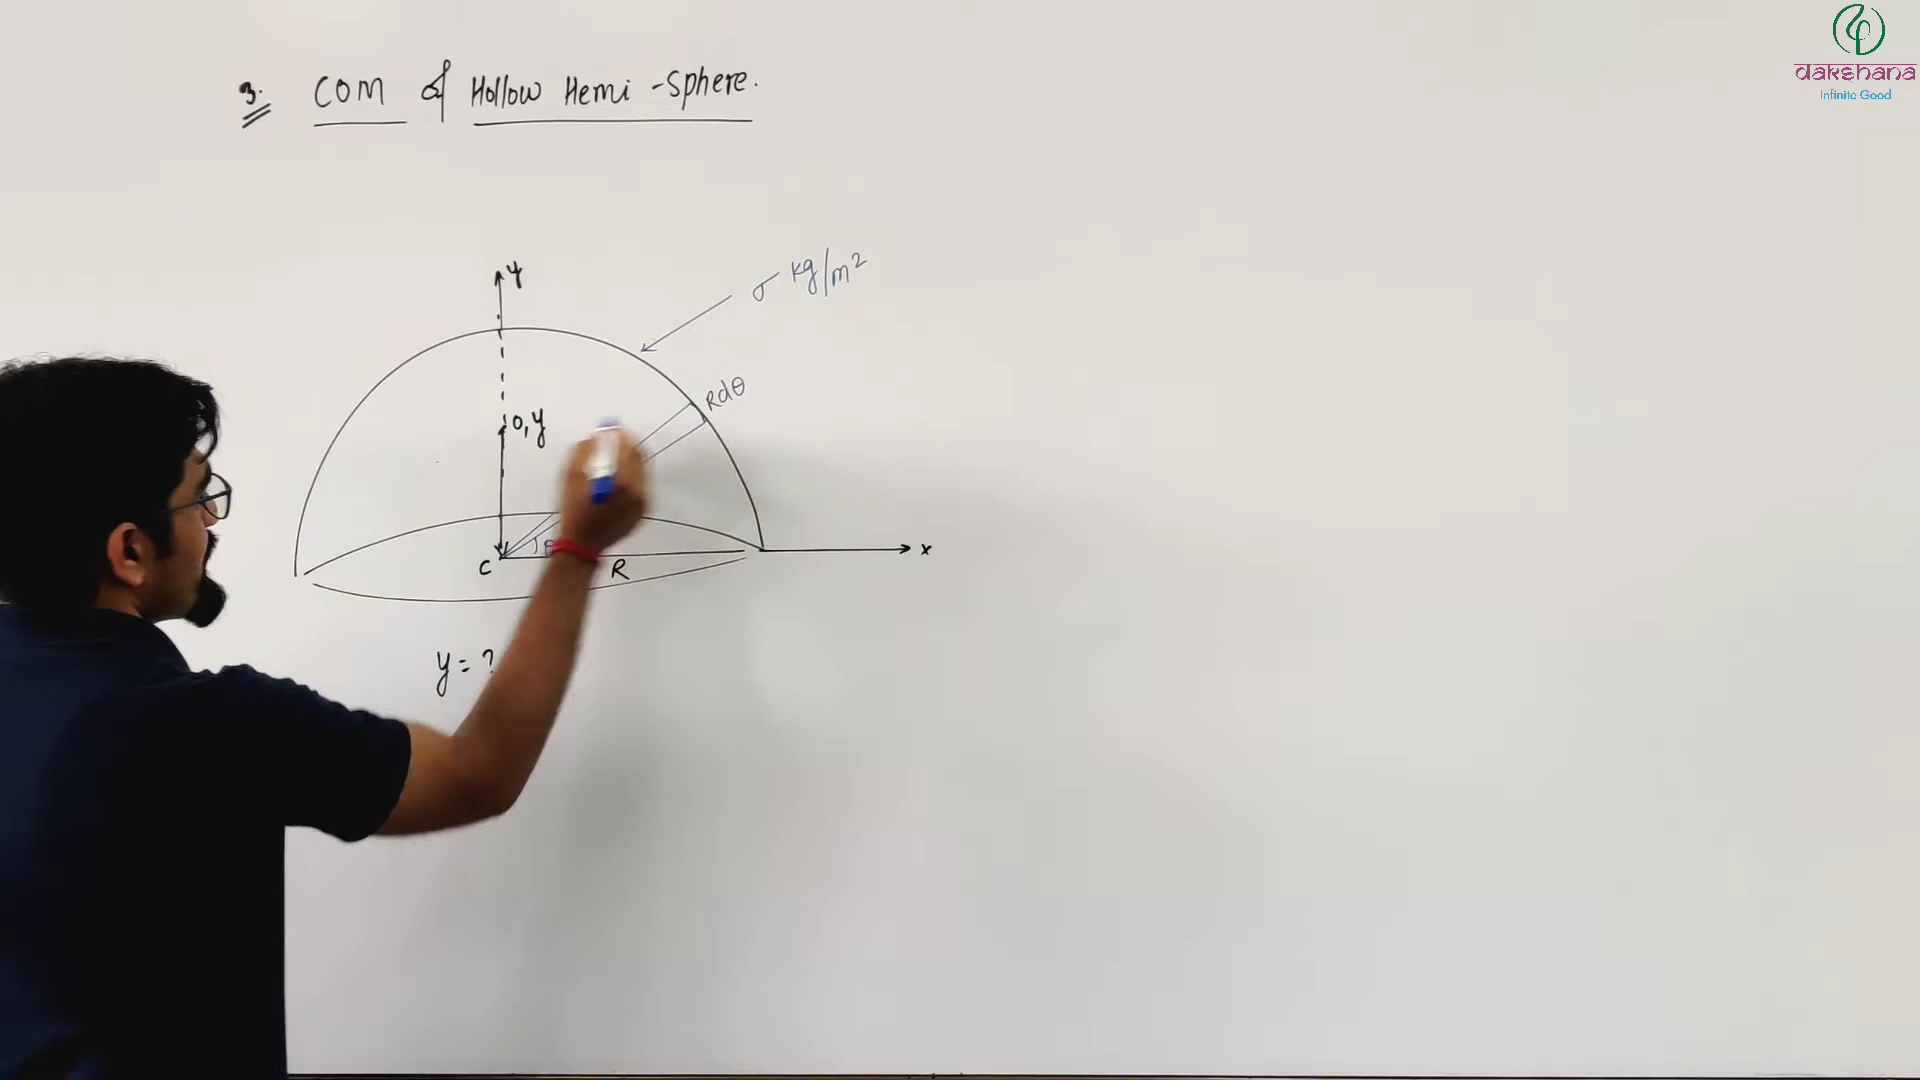 3. COM of Hollow Hemi-Sphere.
dakshana
Infinite Good
y
σ kg/m²
Rdθ
0,y
θ
C
R
x
y = ?